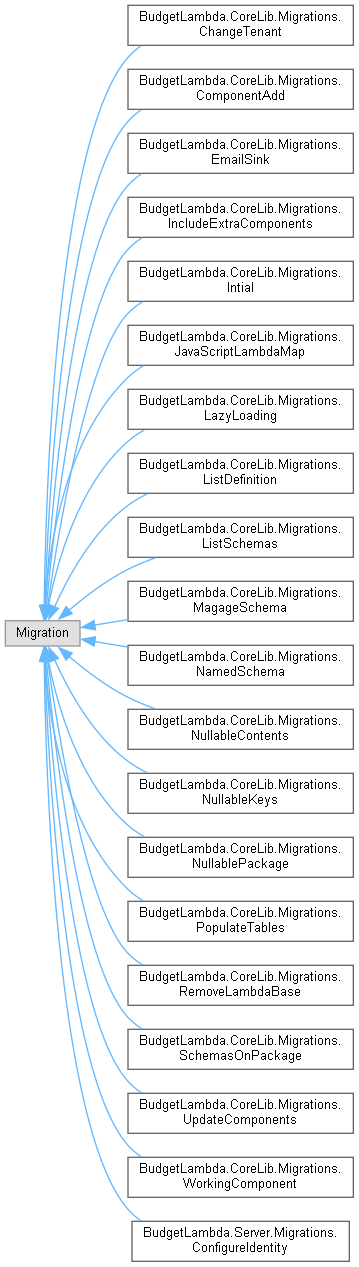 BudgetLambda.CoreLib.Migrations.
ChangeTenant
BudgetLambda.CoreLib.Migrations.
ComponentAdd
BudgetLambda.CoreLib.Migrations.
EmailSink
BudgetLambda.CoreLib.Migrations.
IncludeExtraComponents
BudgetLambda.CoreLib.Migrations.
Intial
BudgetLambda.CoreLib.Migrations.
JavaScriptLambdaMap
BudgetLambda.CoreLib.Migrations.
LazyLoading
BudgetLambda.CoreLib.Migrations.
ListDefinition
BudgetLambda.CoreLib.Migrations.
ListSchemas
BudgetLambda.CoreLib.Migrations.
MagageSchema
Migration
BudgetLambda.CoreLib.Migrations.
NamedSchema
BudgetLambda.CoreLib.Migrations.
NullableContents
BudgetLambda.CoreLib.Migrations.
NullableKeys
BudgetLambda.CoreLib.Migrations.
NullablePackage
BudgetLambda.CoreLib.Migrations.
PopulateTables
BudgetLambda.CoreLib.Migrations.
RemoveLambdaBase
BudgetLambda.CoreLib.Migrations.
SchemasOnPackage
BudgetLambda.CoreLib.Migrations.
UpdateComponents
BudgetLambda.CoreLib.Migrations.
WorkingComponent
BudgetLambda.Server.Migrations.
ConfigureIdentity